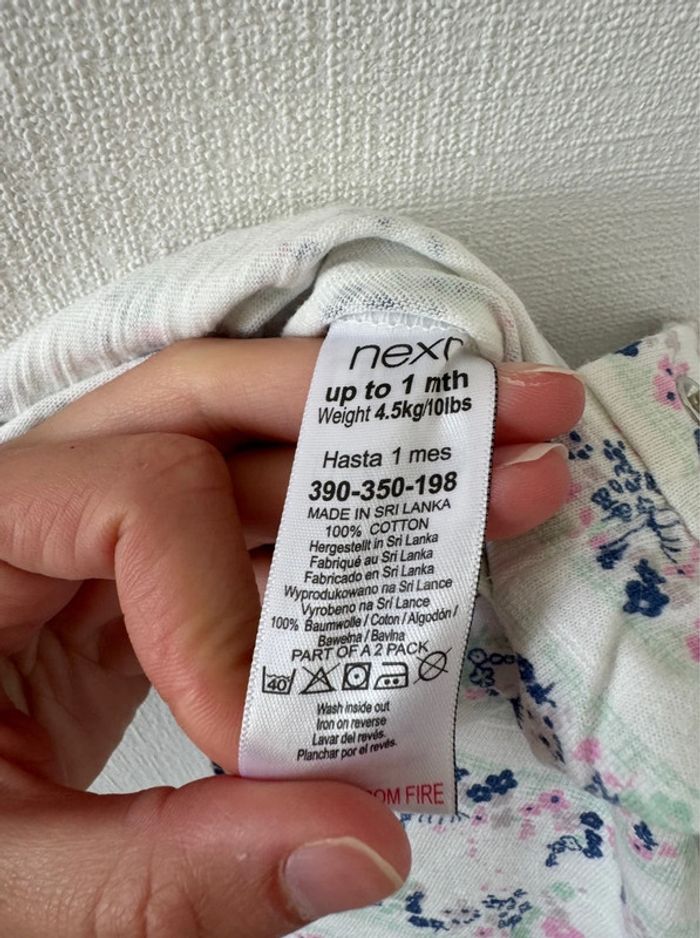 next
up to 1 mth
Weight 4.5kg/10lbs
Hasta 1 mes
390-350-198
MADE IN SRI LANKA
100% COTTON
Hergestellt in Sri Lanka
Fabriqué au Sri Lanka
Fabricado en Sri Lanka
Wyprodukowano na Sri Lance
Vyrobeno na Srí Lance
100% Baumwolle / Coton / Algodón /
Bawełna / Bavlna
PART OF A 2 PACK
40
Wash inside out
Iron on reverse
Lavar del revés.
Planchar por el revés.
FIRE